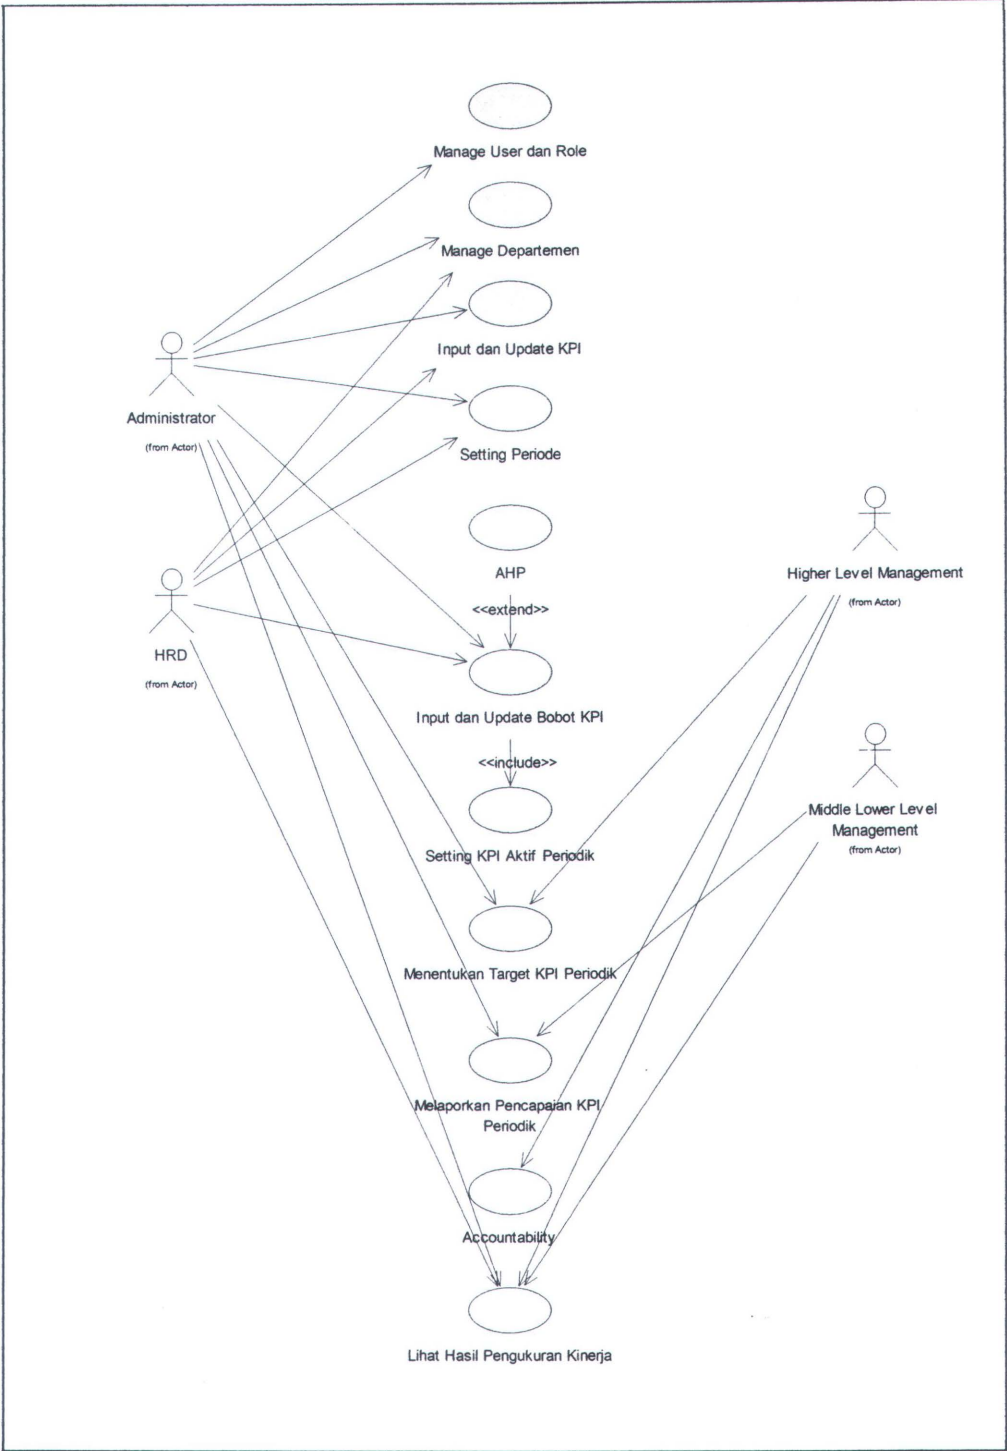 Manage User dan Role
Manage Departemen
Input dan Update KPI
Administrator
(from Actor)
Setting Periode
AHP
Higher Level Management
<<extend>>
(from Actor)
HRD
(from Actor)
Input dan Update Bobot KPI
<<include>>
Middle Lower Level
Management
(from Actor)
Setting KPI Aktif Periodik
Menentukan Target KPI Periodik
Melaporkan Pencapaian KPI
Periodik
Accountability
Lihat Hasil Pengukuran Kinerja